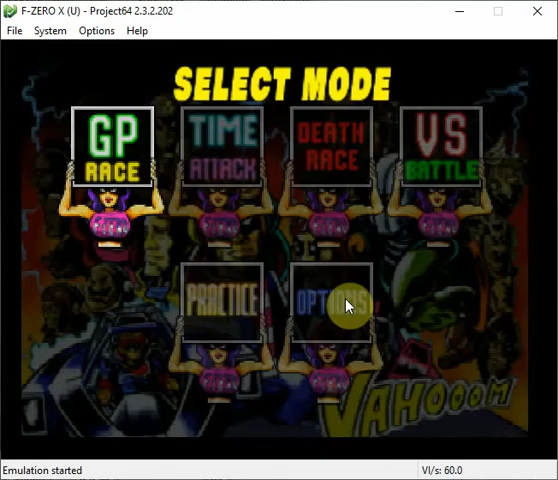 F-ZERO X (U) - Project64 2.3.2.202
File System Options Help
SELECT MODE
GP RACE
TIME ATTACK
DEATH RACE
VS BATTLE
PRACTICE
OPTIONS
VAHOOOM
Emulation started
VI/s: 60.0